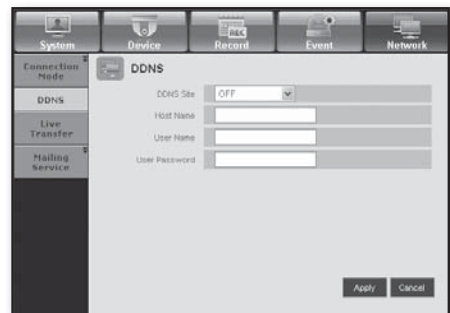 System Device Record Event Network
REC
Connection
Mode
DDNS
Live
Transfer
Mailing
Service
DDNS
DDNS Site OFF
Host Name
User Name
User Password
Apply Cancel